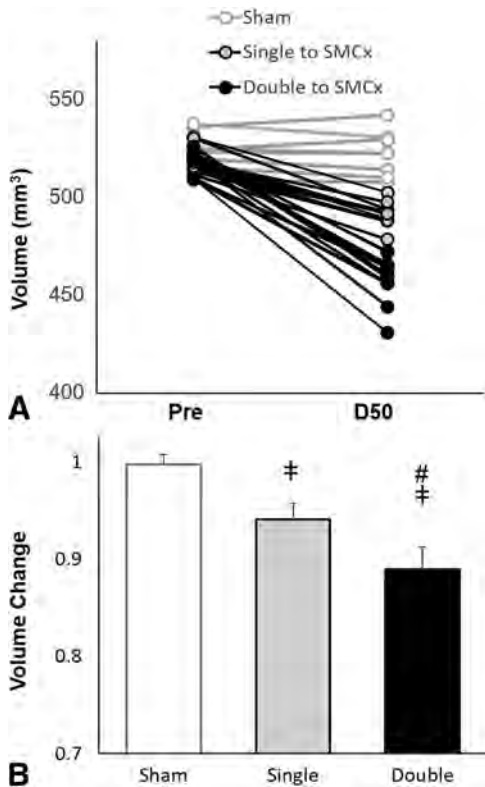 Sham
Single to SMCx
Double to SMCx
Volume (mm³)
550
500
450
400
A
Pre
D50
Volume Change
1
0.9
0.8
0.7
‡
#
‡
B
Sham
Single
Double